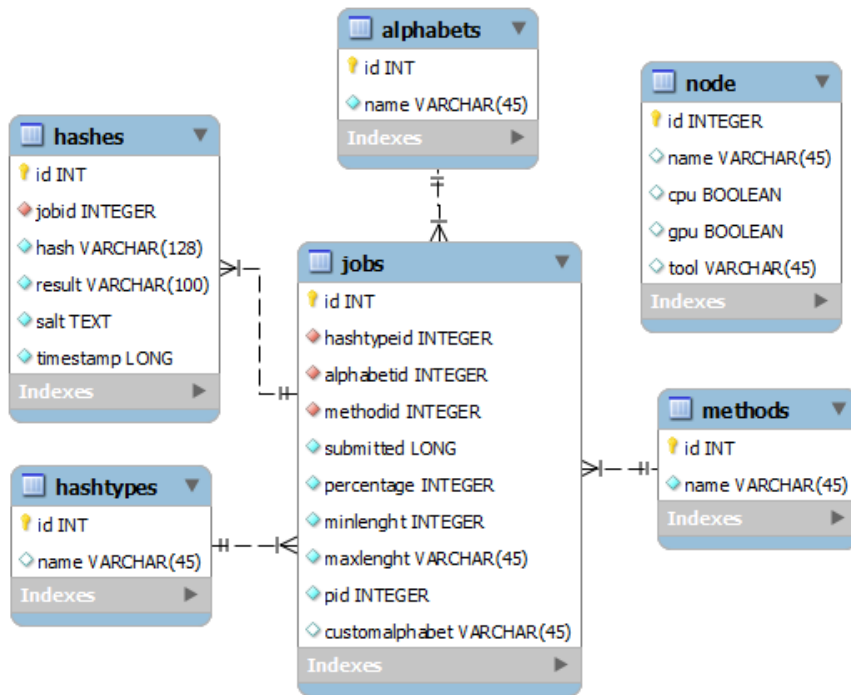 alphabets
id INT
name VARCHAR(45)
Indexes
node
id INTEGER
name VARCHAR(45)
cpu BOOLEAN
gpu BOOLEAN
tool VARCHAR(45)
Indexes
hashes
id INT
jobid INTEGER
hash VARCHAR(128)
result VARCHAR(100)
salt TEXT
timestamp LONG
Indexes
jobs
id INT
hashtypeid INTEGER
alphabetid INTEGER
methodid INTEGER
submitted LONG
percentage INTEGER
minlenght INTEGER
maxlenght VARCHAR(45)
pid INTEGER
customalphabet VARCHAR(45)
Indexes
methods
id INT
name VARCHAR(45)
Indexes
hashtypes
id INT
name VARCHAR(45)
Indexes